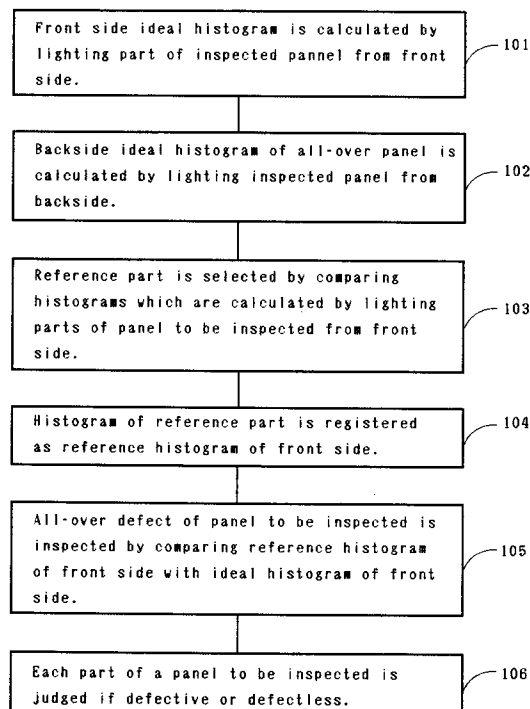 Front side ideal histogram is calculated by
lighting part of inspected pannel from front
side.
101
Backside ideal histogram of all-over panel is
calculated by lighting inspected panel from
backside.
102
Reference part is selected by comparing
histograms which are calculated by lighting
parts of panel to be inspected from front
side.
103
Histogram of reference part is registered
as reference histogram of front side.
104
All-over defect of panel to be inspected is
inspected by comparing reference histogram
of front side with ideal histogram of front
side.
105
Each part of a panel to be inspected is
judged if defective or defectless.
106